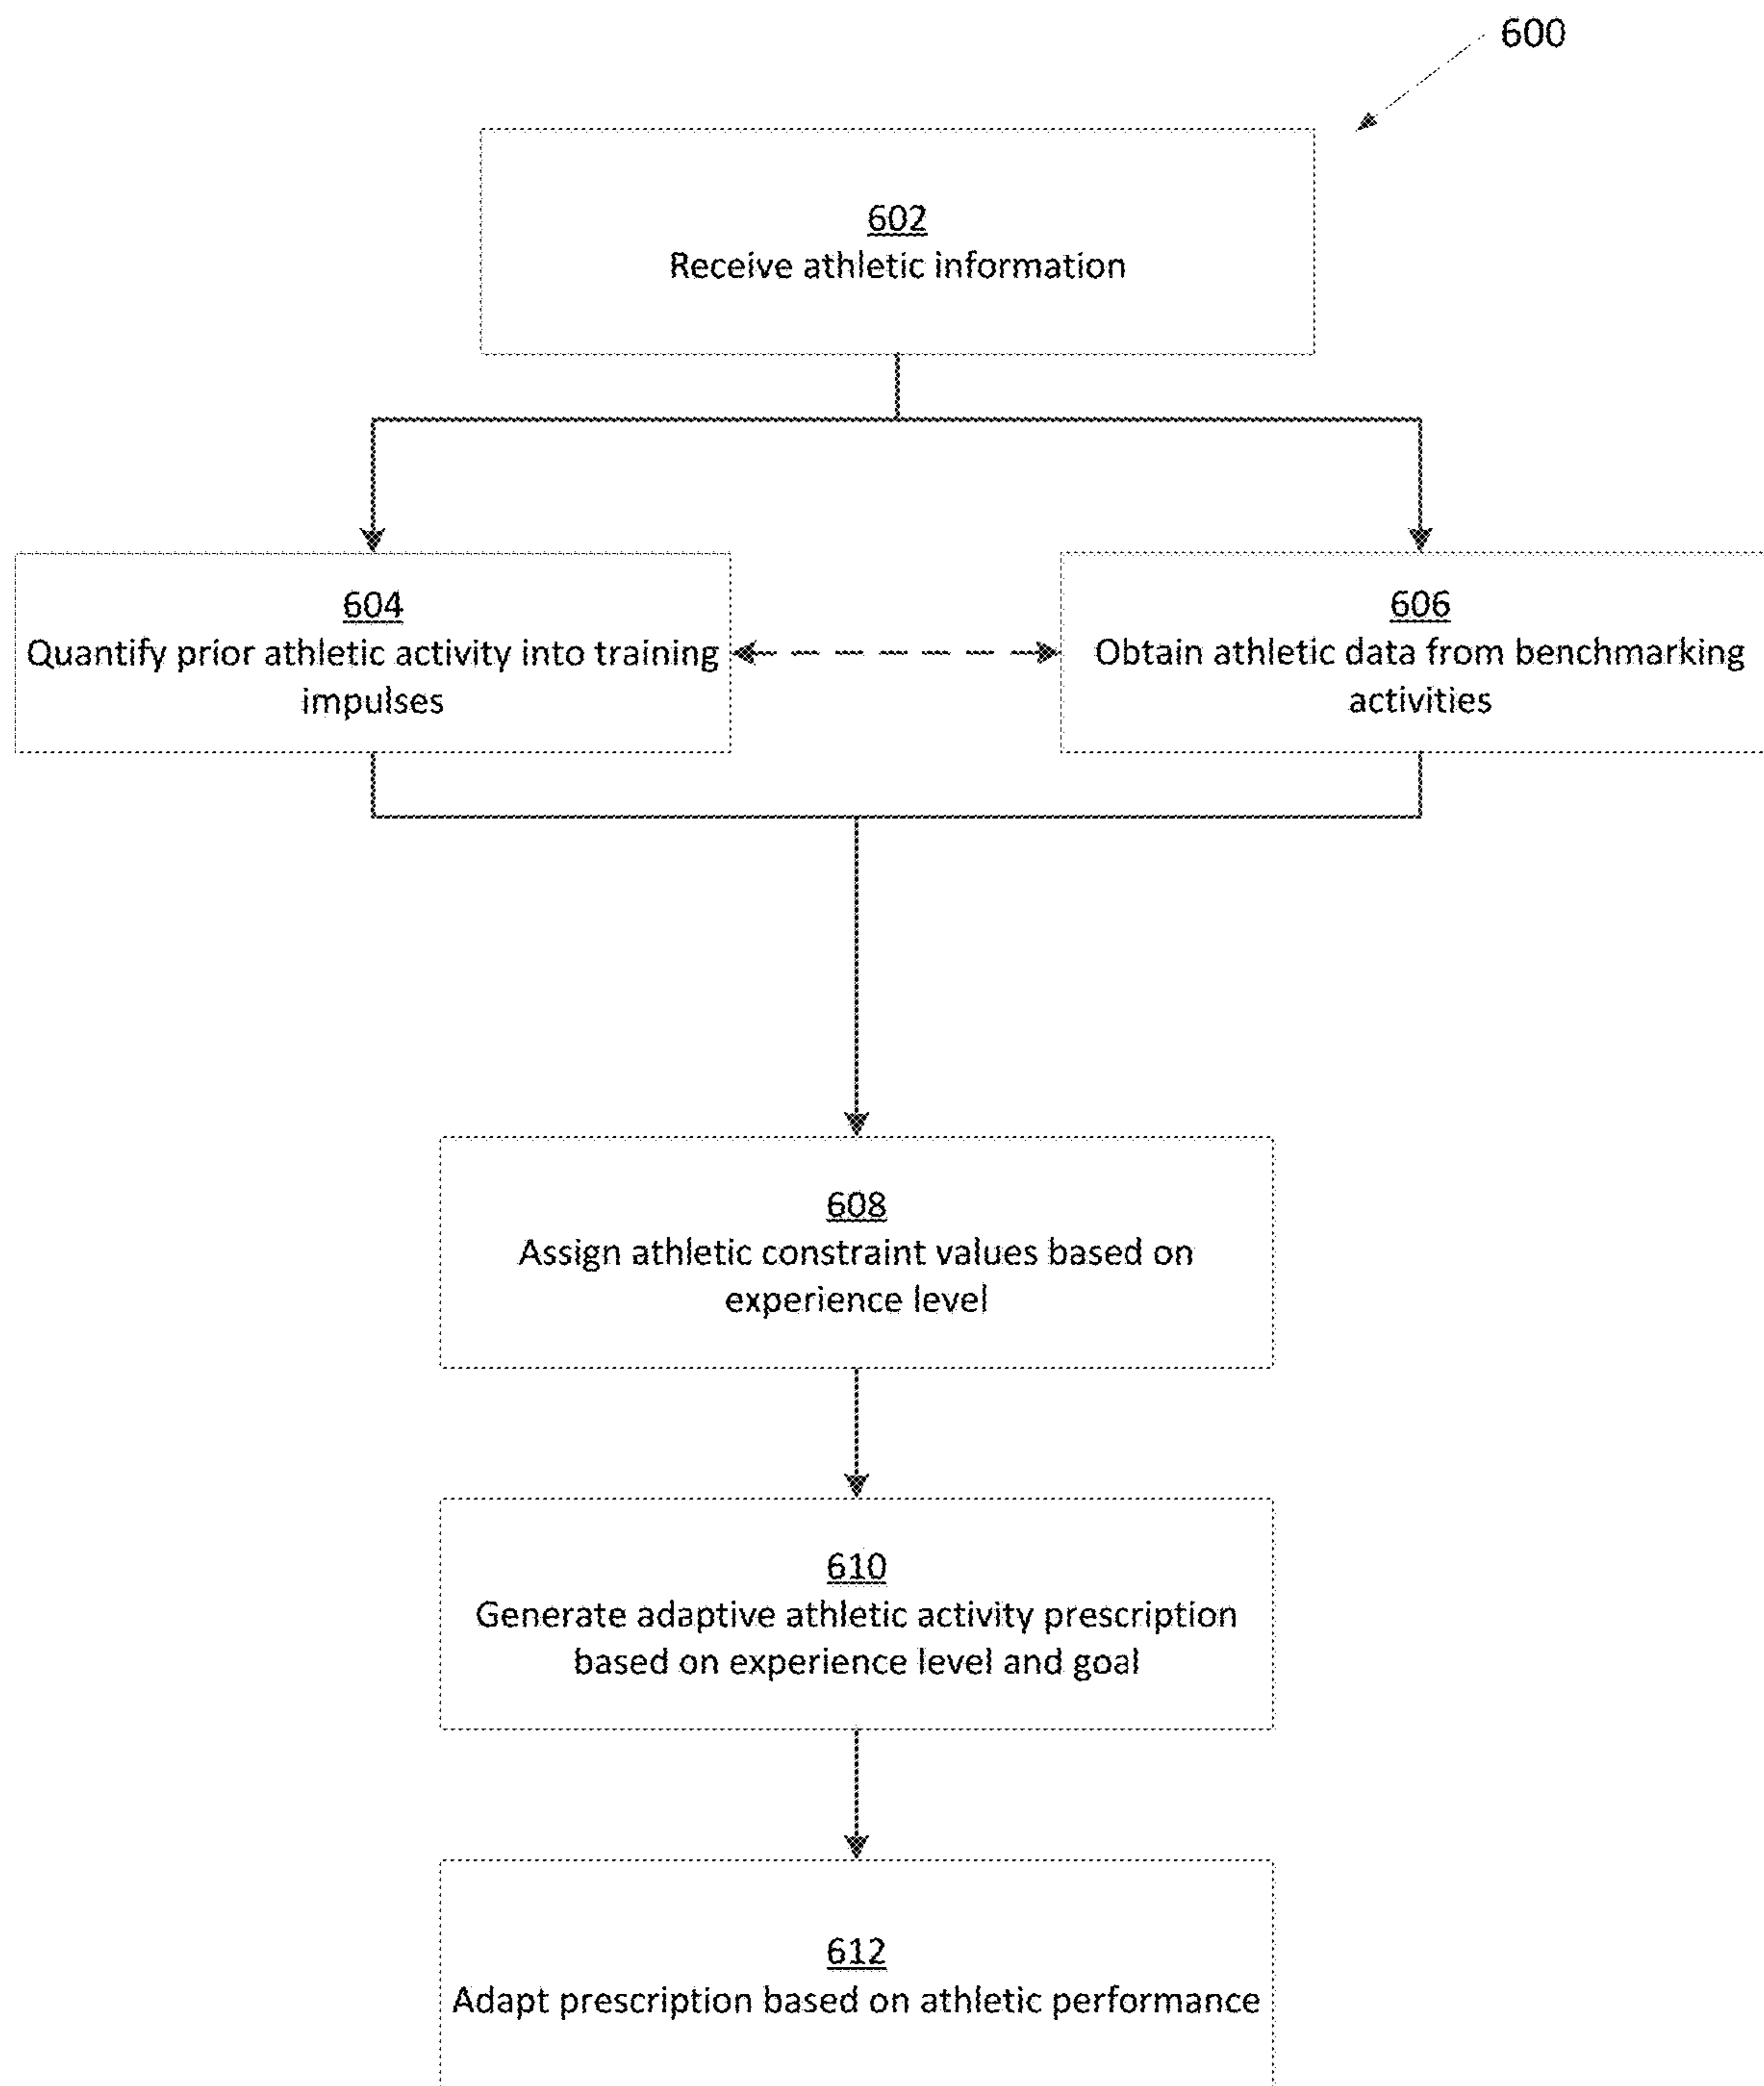 600
602
Receive athletic information
604
Quantify prior athletic activity into training
impulses
606
Obtain athletic data from benchmarking
activities
608
Assign athletic constraint values based on
experience level
610
Generate adaptive athletic activity prescription
based on experience level and goal
612
Adapt prescription based on athletic performance